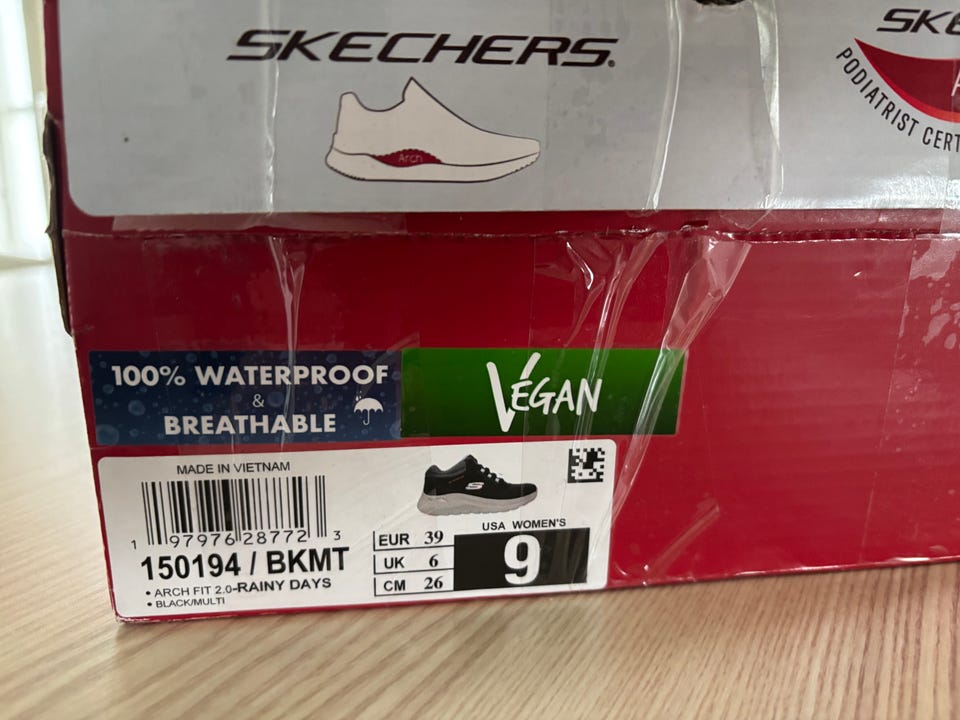 SKECHERS.
Arch
SKE
A
PODIATRIST CERT
100% WATERPROOF
&
BREATHABLE
VEGAN
MADE IN VIETNAM
1 97976 28772 3
150194 / BKMT
• ARCH FIT 2.0-RAINY DAYS
• BLACK/MULTI
EUR 39
UK 6
CM 26
USA WOMEN'S
9